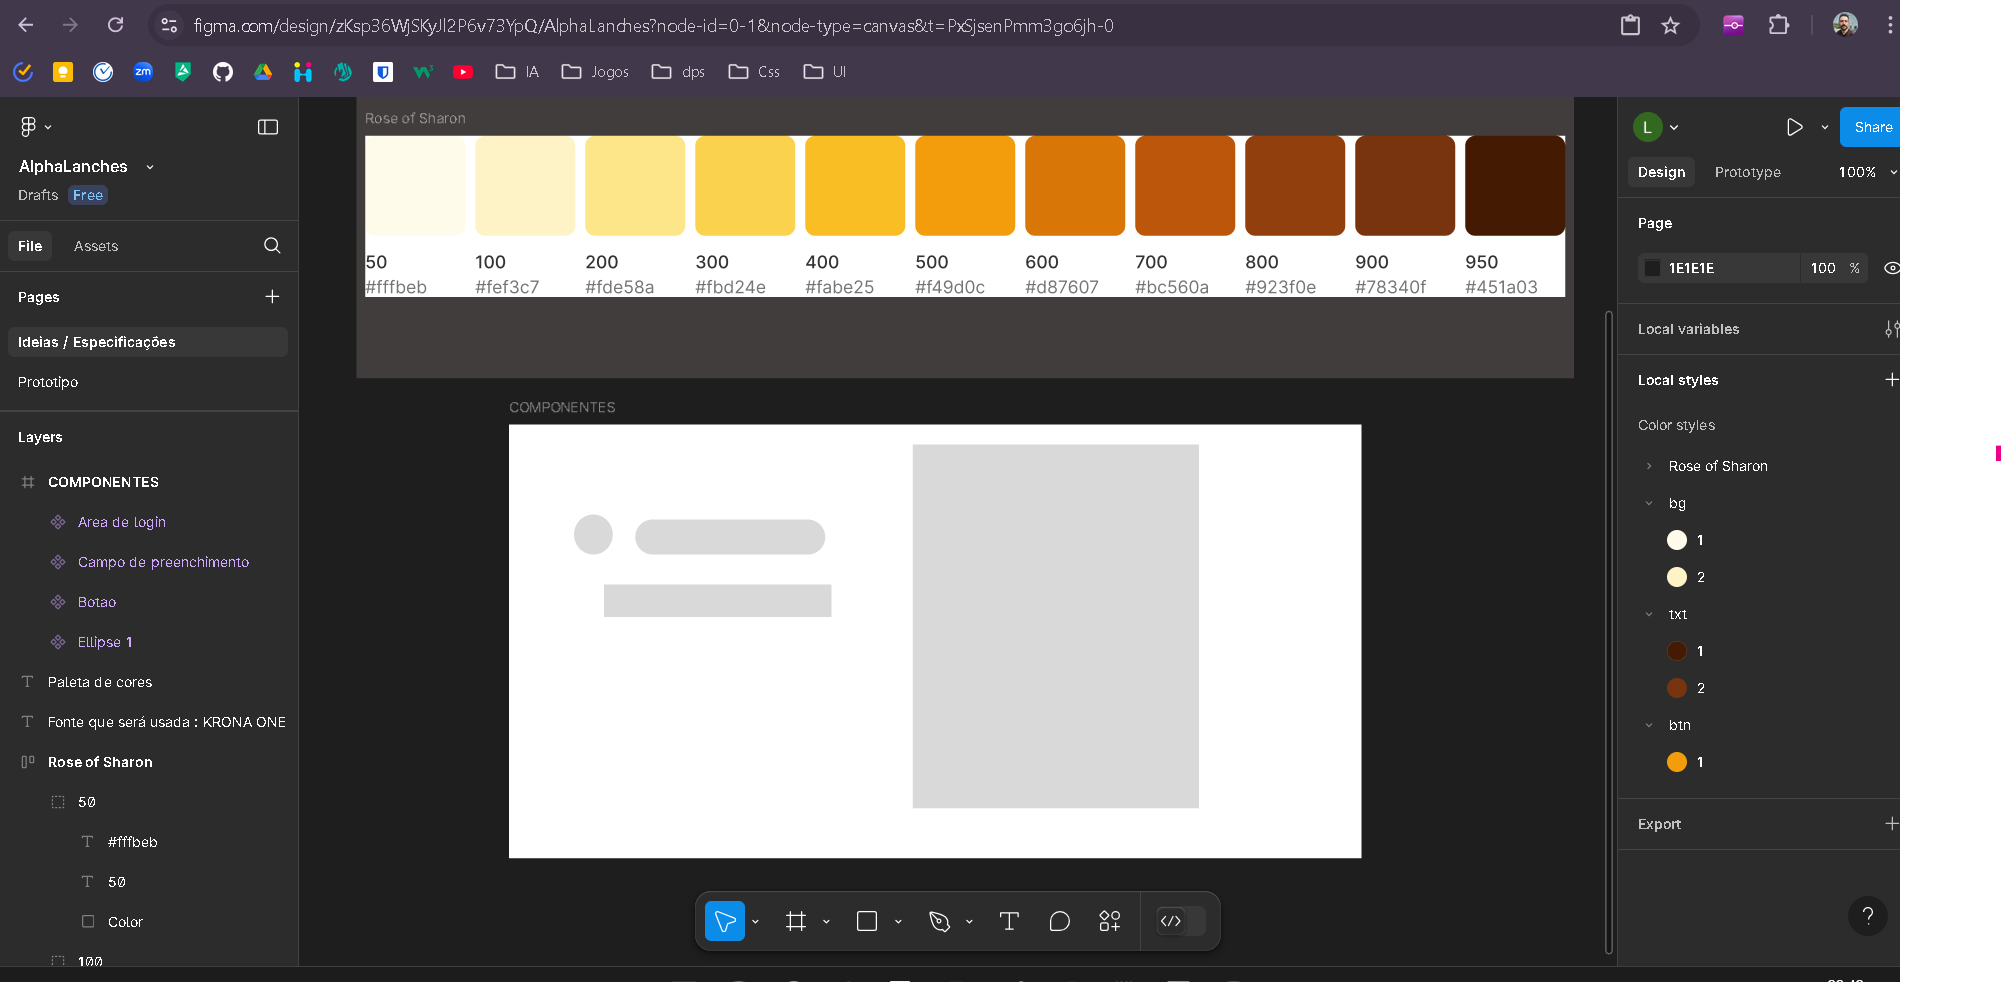 figma.com/design/zKsp36WjSKyJl2P6v73YpQ/AlphaLanches?node-id=0-1&node-type=canvas&t=PxSjsenPmm3go6jh-0
zm
IA
Jogos
dps
Css
UI
AlphaLanches
Drafts
Free
File
Assets
Pages
Ideias / Especificações
Prototipo
Layers
COMPONENTES
Area de login
Campo de preenchimento
Botao
Ellipse 1
Paleta de cores
Fonte que será usada : KRONA ONE
Rose of Sharon
50
#fffbeb
50
Color
100
Rose of Sharon
50
#fffbeb
100
#fef3c7
200
#fde58a
300
#fbd24e
400
#fabe25
500
#f49d0c
600
#d87607
700
#bc560a
800
#923f0e
900
#78340f
950
#451a03
COMPONENTES
L
Share
Design
Prototype
100%
Page
1E1E1E
100
%
Local variables
Local styles
Color styles
Rose of Sharon
bg
1
2
txt
1
2
btn
1
Export
?